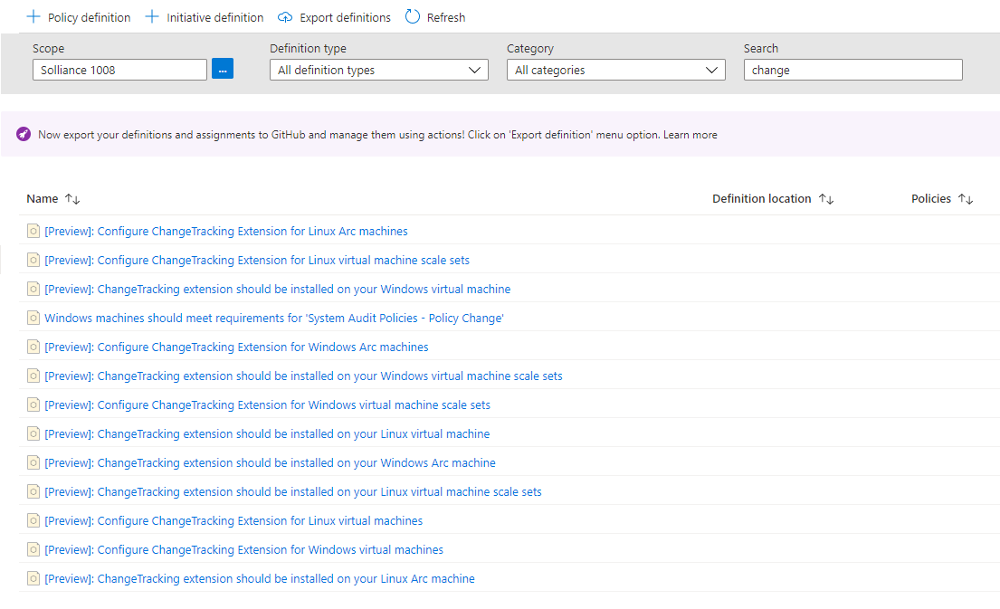 Policy definition Initiative definition Export definitions Refresh
Scope Definition type Category Search
Solliance 1008 ... All definition types All categories change
Now export your definitions and assignments to GitHub and manage them using actions! Click on 'Export definition' menu option. Learn more
Name ↑↓ Definition location ↑↓ Policies ↑↓
[Preview]: Configure ChangeTracking Extension for Linux Arc machines
[Preview]: Configure ChangeTracking Extension for Linux virtual machine scale sets
[Preview]: ChangeTracking extension should be installed on your Windows virtual machine
Windows machines should meet requirements for 'System Audit Policies - Policy Change'
[Preview]: Configure ChangeTracking Extension for Windows Arc machines
[Preview]: ChangeTracking extension should be installed on your Windows virtual machine scale sets
[Preview]: Configure ChangeTracking Extension for Windows virtual machine scale sets
[Preview]: ChangeTracking extension should be installed on your Linux virtual machine
[Preview]: ChangeTracking extension should be installed on your Windows Arc machine
[Preview]: ChangeTracking extension should be installed on your Linux virtual machine scale sets
[Preview]: Configure ChangeTracking Extension for Linux virtual machines
[Preview]: Configure ChangeTracking Extension for Windows virtual machines
[Preview]: ChangeTracking extension should be installed on your Linux Arc machine